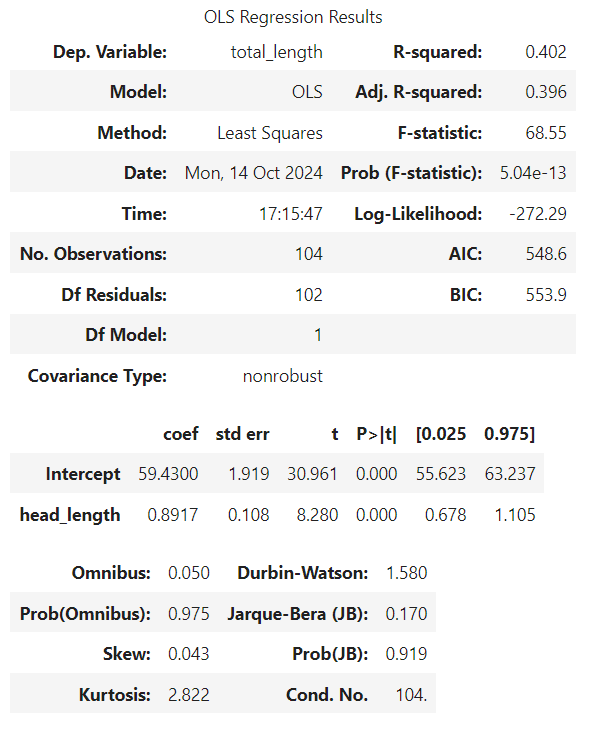 OLS Regression Results
Dep. Variable: total_length R-squared: 0.402
Model: OLS Adj. R-squared: 0.396
Method: Least Squares F-statistic: 68.55
Date: Mon, 14 Oct 2024 Prob (F-statistic): 5.04e-13
Time: 17:15:47 Log-Likelihood: -272.29
No. Observations: 104 AIC: 548.6
Df Residuals: 102 BIC: 553.9
Df Model: 1
Covariance Type: nonrobust
coef std err t P>|t| [0.025 0.975]
Intercept 59.4300 1.919 30.961 0.000 55.623 63.237
head_length 0.8917 0.108 8.280 0.000 0.678 1.105
Omnibus: 0.050 Durbin-Watson: 1.580
Prob(Omnibus): 0.975 Jarque-Bera (JB): 0.170
Skew: 0.043 Prob(JB): 0.919
Kurtosis: 2.822 Cond. No. 104.